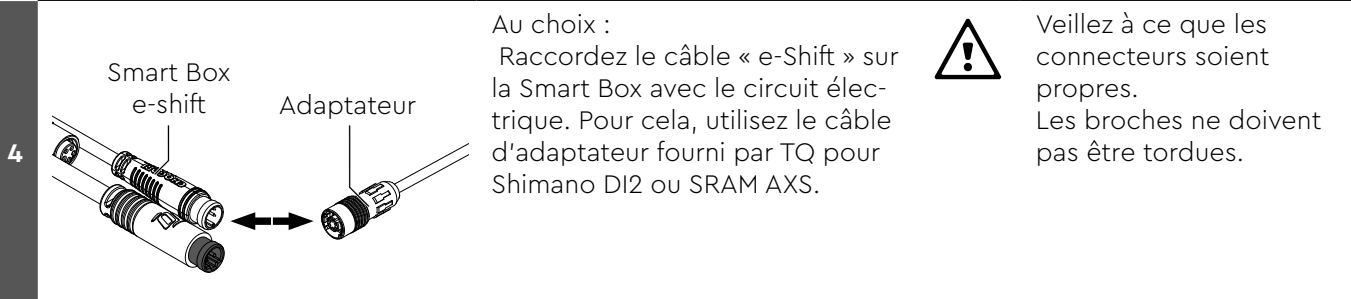 4
Smart Box
e-shift
Adaptateur
Au choix :
Raccordez le câble « e-Shift » sur
la Smart Box avec le circuit élec-
trique. Pour cela, utilisez le câble
d'adaptateur fourni par TQ pour
Shimano DI2 ou SRAM AXS.
Veillez à ce que les
connecteurs soient
propres.
Les broches ne doivent
pas être tordues.